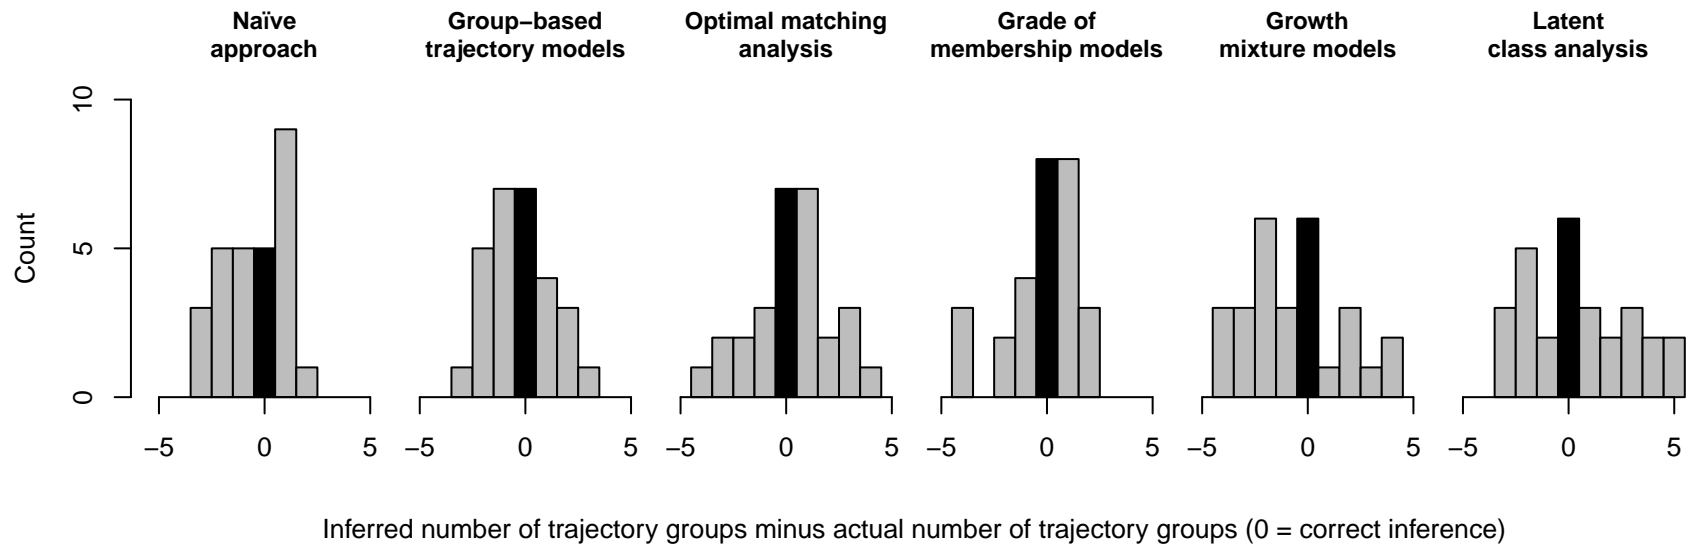 Naïve
approach
Group−based
trajectory models
Optimal matching
analysis
Grade of
membership models
Growth
mixture models
Latent
class analysis
Count
10
5
0
−5 0 5
−5 0 5
−5 0 5
−5 0 5
−5 0 5
−5 0 5
Inferred number of trajectory groups minus actual number of trajectory groups (0 = correct inference)